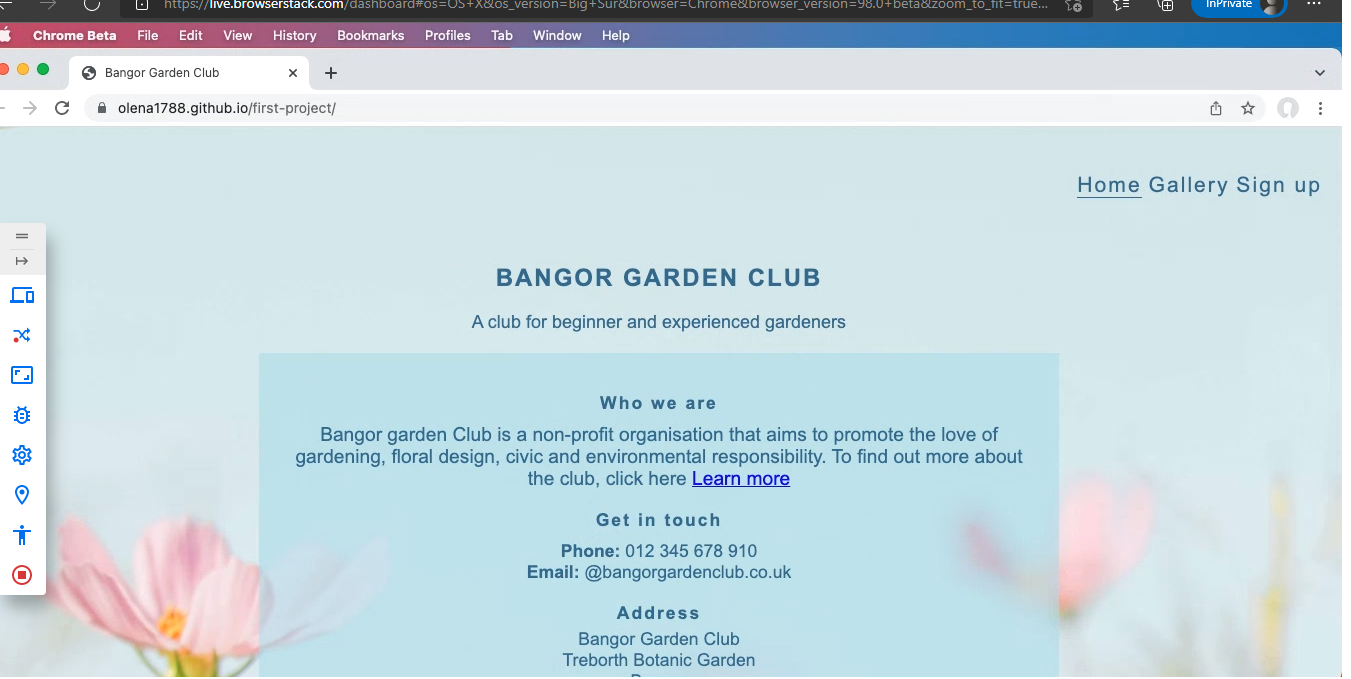 https://live.browserstack.com/dashboard#os=OS+X&os_version=Big+Sur&browser=Chrome&browser_version=98.0+beta&zoom_to_fit=true...
InPrivate
Chrome Beta File Edit View History Bookmarks Profiles Tab Window Help
Bangor Garden Club
olena1788.github.io/first-project/
Home Gallery Sign up
BANGOR GARDEN CLUB
A club for beginner and experienced gardeners
Who we are
Bangor garden Club is a non-profit organisation that aims to promote the love of
gardening, floral design, civic and environmental responsibility. To find out more about
the club, click here Learn more
Get in touch
Phone: 012 345 678 910
Email: @bangorgardenclub.co.uk
Address
Bangor Garden Club
Treborth Botanic Garden